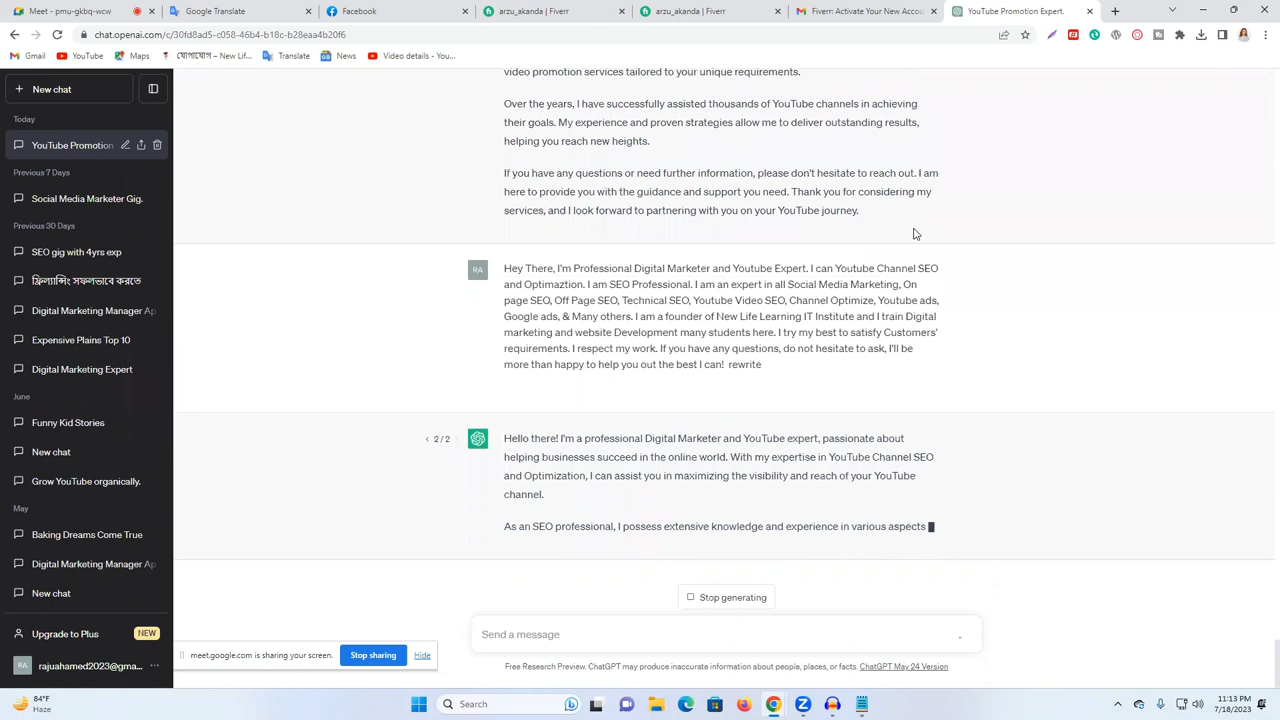 Meet - pmu-gkbq-wcw
Google Translate
Facebook
arzu_akanda | Fiverr
arzu_akanda | Fiverr
Fiverr: Activate Your New Acco
YouTube Promotion Expert.
chat.openai.com/c/30fd8ad5-c058-46b4-b18c-b28eaa4b20f6
Gmail
YouTube
Maps
যোগাযোগ – New Lif...
Translate
News
Video details - You...
New chat
Today
YouTube Promotion
Previous 7 Days
Social Media Marketer Gig.
Previous 30 Days
SEO gig with 4yrs exp
Digital Marketing Manager Ap
Expensive Plains Top 10
Digital Marketing Expert
June
Funny Kid Stories
New chat
Grow YouTube organically.
May
Baking Dreams Come True
Digital Marketing Manager Ap
New chat
Upgrade to Plus
NEW
RA
rajuahamed2023@gma...
video promotion services tailored to your unique requirements.
Over the years, I have successfully assisted thousands of YouTube channels in achieving
their goals. My experience and proven strategies allow me to deliver outstanding results,
helping you reach new heights.
If you have any questions or need further information, please don't hesitate to reach out. I am
here to provide you with the guidance and support you need. Thank you for considering my
services, and I look forward to partnering with you on your YouTube journey.
RA
Hey There, I'm Professional Digital Marketer and Youtube Expert. I can Youtube Channel SEO
and Optimaztion. I am SEO Professional. I am an expert in all Social Media Marketing, On
page SEO, Off Page SEO, Technical SEO, Youtube Video SEO, Channel Optimize, Youtube ads,
Google ads, & Many others. I am a founder of New Life Learning IT Institute and I train Digital
marketing and website Development many students here. I try my best to satisfy Customers'
requirements. I respect my work. If you have any questions, do not hesitate to ask, I'll be
more than happy to help you out the best I can!  rewrite
2 / 2
Hello there! I'm a professional Digital Marketer and YouTube expert, passionate about
helping businesses succeed in the online world. With my expertise in YouTube Channel SEO
and Optimization, I can assist you in maximizing the visibility and reach of your YouTube
channel.
As an SEO professional, I possess extensive knowledge and experience in various aspects
Stop generating
Send a message
meet.google.com is sharing your screen.
Stop sharing
Hide
Free Research Preview. ChatGPT may produce inaccurate information about people, places, or facts. ChatGPT May 24 Version
84°F
Haze
Search
11:13 PM
7/18/2023